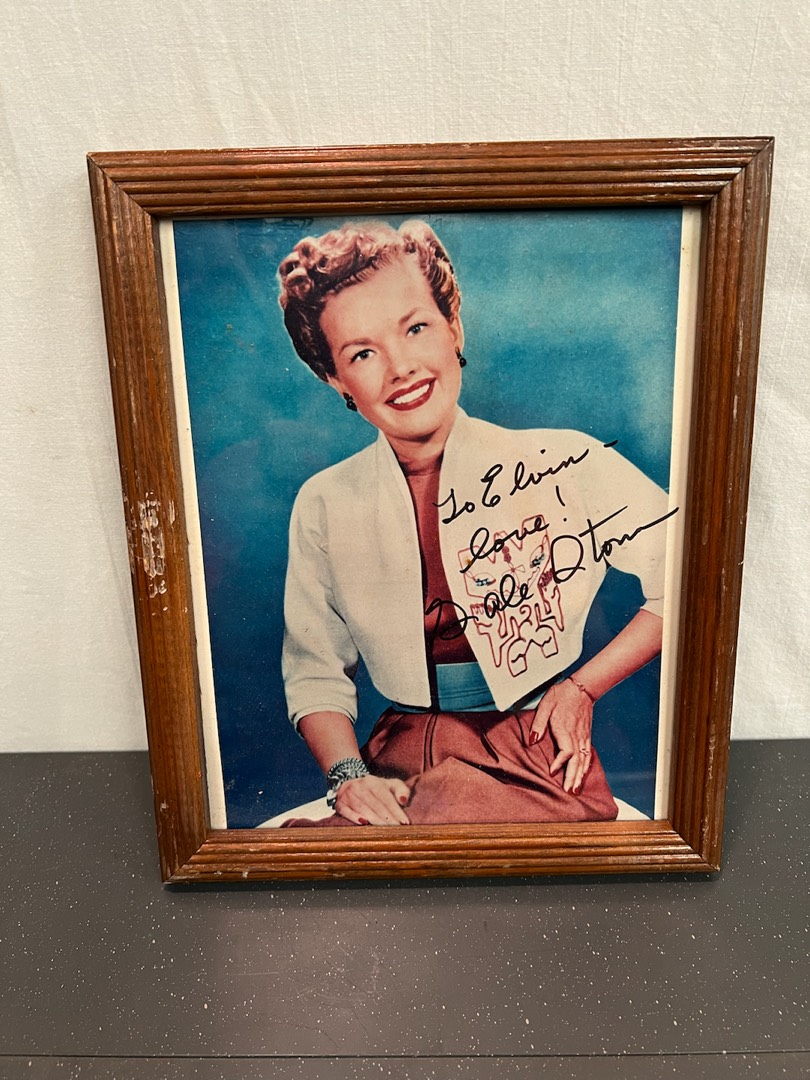 To Elvin -
love!
Gale Storm